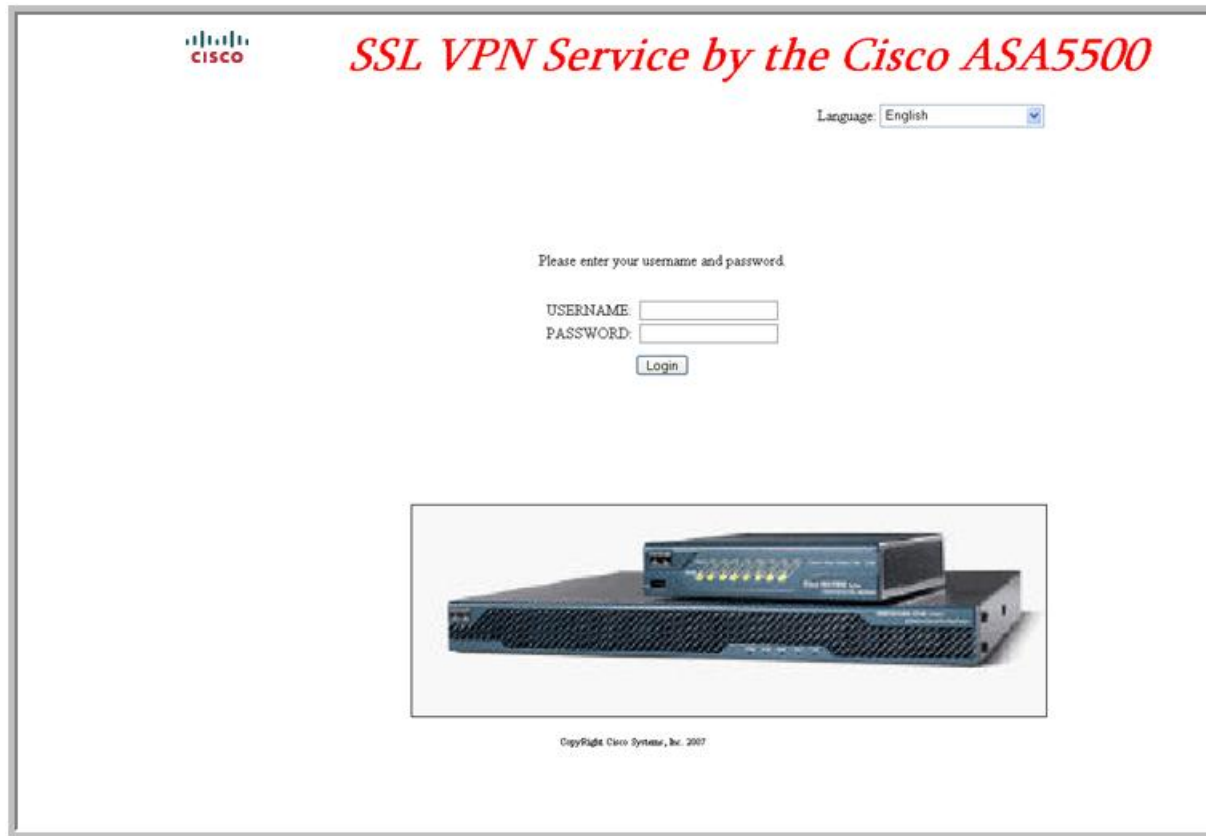 CISCO
SSL VPN Service by the Cisco ASA5500
Language: English
Please enter your username and password.
USERNAME:
PASSWORD:
Login
CopyRight Cisco Systems, Inc. 2007